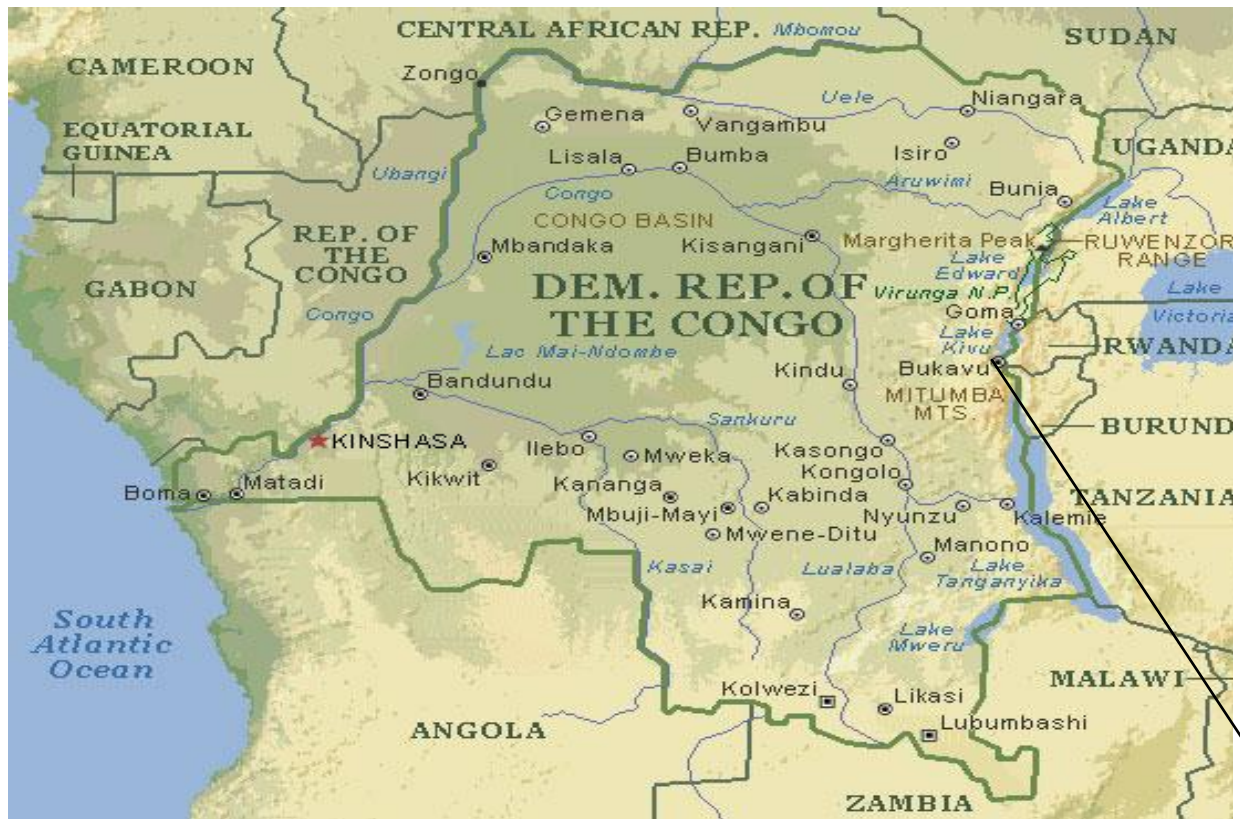 CENTRAL AFRICAN REP.
Mbomou
SUDAN
CAMEROON
Zongo
Uele
Niangara
EQUATORIAL
GUINEA
Gemena
Vangambu
UGANDA
Isiro
Lisala
Bumba
Ubangi
Congo
Aruwimi
Bunia
Lake
Albert
CONGO BASIN
REP. OF
THE
CONGO
Mbandaka
Kisangani
Margherita Peak
RUWENZOR
RANGE
Lake
Edward
GABON
DEM. REP. OF
THE CONGO
Virunga N.P.
Lake
Victoria
Congo
Goma
Lake
Kivu
RWANDA
Lac Mai-Ndombe
Bukavu
Bandundu
Kindu
MITUMBA
MTS.
Sankuru
BURUND
KINSHASA
Ilebo
Mweka
Kasongo
Kongolo
Kikwit
Kananga
Kabinda
Boma
Matadi
Mbuji-Mayi
Nyunzu
Kalemie
TANZANIA
Mwene-Ditu
Manono
Kasai
Lualaba
Lake
Tanganyika
Kamina
South
Atlantic
Ocean
Lake
Mweru
MALAWI
Kolwezi
Likasi
ANGOLA
Lubumbashi
ZAMBIA